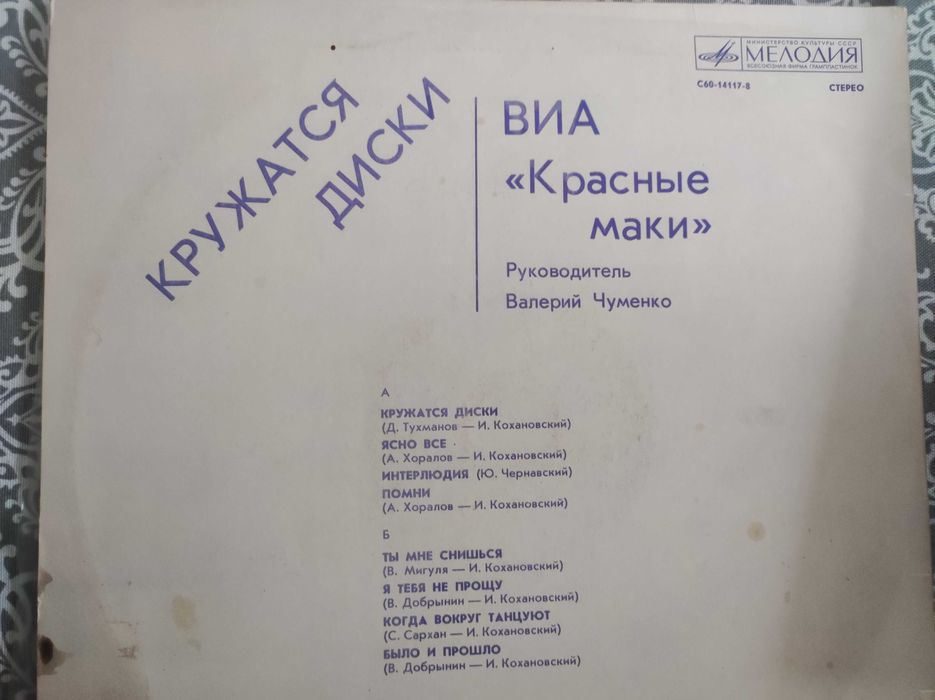 КРУЖАТСЯ
ДИСКИ
МИНИСТЕРСТВО КУЛЬТУРЫ СССР
МЕЛОДИЯ
ВСЕСОЮЗНАЯ ФИРМА ГРАМПЛАСТИНОК
С60-14117-8
СТЕРЕО
ВИА
«Красные
маки»
Руководитель
Валерий Чуменко
А
КРУЖАТСЯ ДИСКИ
(Д. Тухманов — И. Кохановский)
ЯСНО ВСЕ
(А. Хоралов — И. Кохановский)
ИНТЕРЛЮДИЯ (Ю. Чернавский)
ПОМНИ
(А. Хоралов — И. Кохановский)
Б
ТЫ МНЕ СНИШЬСЯ
(В. Мигуля — И. Кохановский)
Я ТЕБЯ НЕ ПРОЩУ
(В. Добрынин — И. Кохановский)
КОГДА ВОКРУГ ТАНЦУЮТ
(С. Сархан — И. Кохановский)
БЫЛО И ПРОШЛО
(В. Добрынин — И. Кохановский)